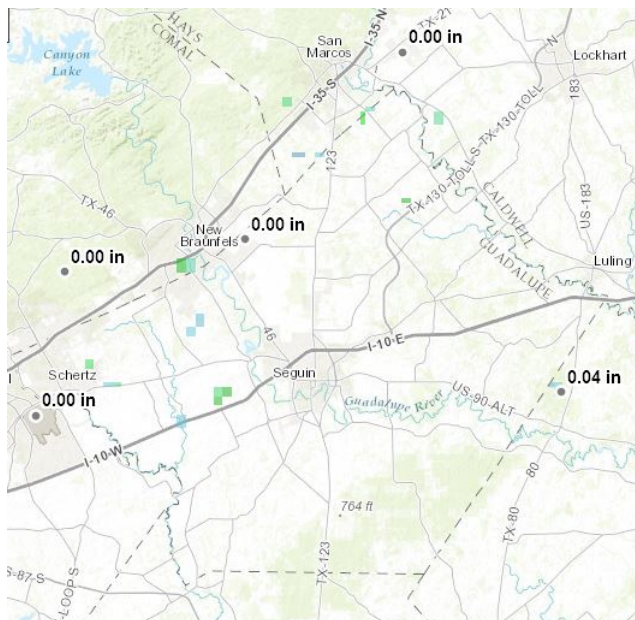 HAYS
COMAL
Canyon
Lake
San
Marcos
I-35-N
TX-21
0.00 in
N
Lockhart
183
I-35-S
123
TX-130-TOLL-S
TX-130-TOLL
TX-46
CALDWELL
GUADALUPE
US-183
New
Braunfels
0.00 in
0.00 in
Luling
46
I-10-E
Schertz
Seguin
0.00 in
0.04 in
Guadalupe River
US-90-ALT
I-10-W
80
764 ft
TX-80
TX-123
S-87-S
-LOOP S